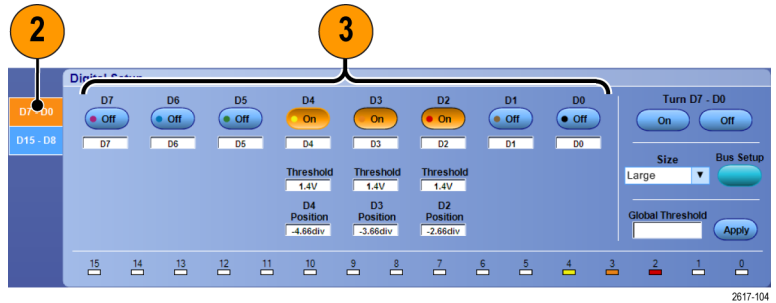 2 3
Digital Setup
D7 - D0
D15 - D8
D7 D6 D5 D4 D3 D2 D1 D0
Off Off Off On On On Off Off
D7 D6 D5 D4 D3 D2 D1 D0
Threshold Threshold Threshold
1.4V 1.4V 1.4V
D4 D3 D2
Position Position Position
-4.66div -3.66div -2.66div
Turn D7 - D0
On Off
Size Bus Setup
Large
Global Threshold
Apply
15 14 13 12 11 10 9 8 7 6 5 4 3 2 1 0
2617-104